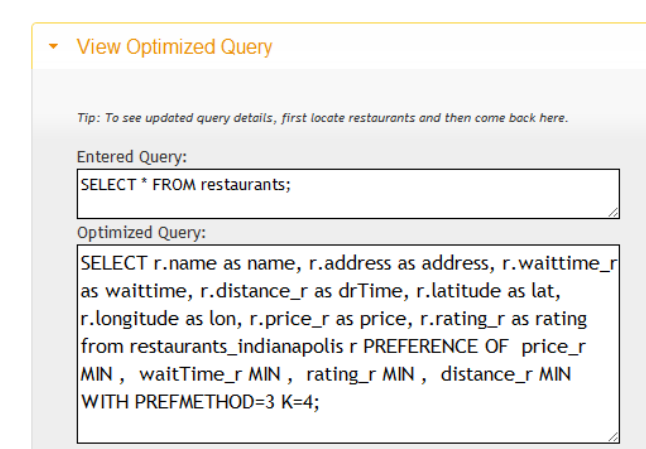 View Optimized Query
Tip: To see updated query details, first locate restaurants and then come back here.
Entered Query:
SELECT * FROM restaurants;
Optimized Query:
SELECT r.name as name, r.address as address, r.waittime_r
as waittime, r.distance_r as drTime, r.latitude as lat,
r.longitude as lon, r.price_r as price, r.rating_r as rating
from restaurants_indianapolis r PREFERENCE OF  price_r
MIN ,  waitTime_r MIN ,  rating_r MIN ,  distance_r MIN
WITH PREFMETHOD=3 K=4;